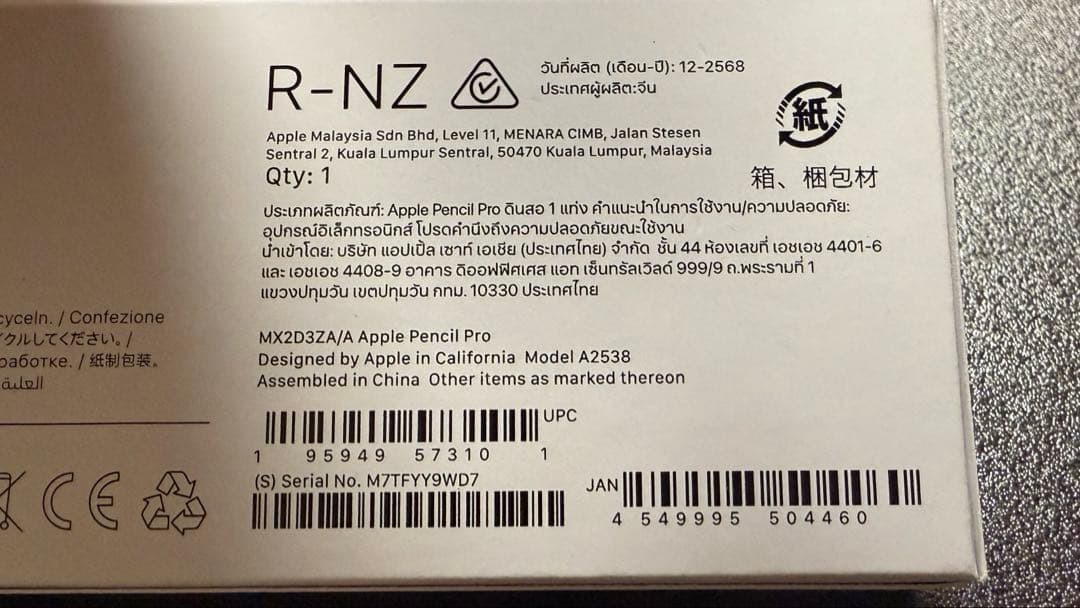 R-NZ
วันที่ผลิต (เดือน-ปี): 12-2568
ประเทศผู้ผลิต:จีน
紙
箱、梱包材
Apple Malaysia Sdn Bhd, Level 11, MENARA CIMB, Jalan Stesen
Sentral 2, Kuala Lumpur Sentral, 50470 Kuala Lumpur, Malaysia
Qty: 1
ประเภทผลิตภัณฑ์: Apple Pencil Pro ดินสอ 1 แท่ง คำแนะนำในการใช้งาน/ความปลอดภัย:
อุปกรณ์อิเล็กทรอนิกส์ โปรดคำนึงถึงความปลอดภัยขณะใช้งาน
นำเข้าโดย: บริษัท แอปเปิ้ล เซาท์ เอเชีย (ประเทศไทย) จำกัด ชั้น 44 ห้องเลขที่ เอชเอช 4401-6
และ เอชเอช 4408-9 อาคาร ดิออฟฟิศเศส แอท เซ็นทรัลเวิลด์ 999/9 ถ.พระรามที่ 1
แขวงปทุมวัน เขตปทุมวัน กทม. 10330 ประเทศไทย
cyceln. / Confezione
イクルしてください。/
работке. / 纸制包装。
العلبة
MX2D3ZA/A Apple Pencil Pro
Designed by Apple in California Model A2538
Assembled in China Other items as marked thereon
UPC
1 95949 57310 1
(S) Serial No. M7TFYY9WD7
JAN
4 549995 504460
CE